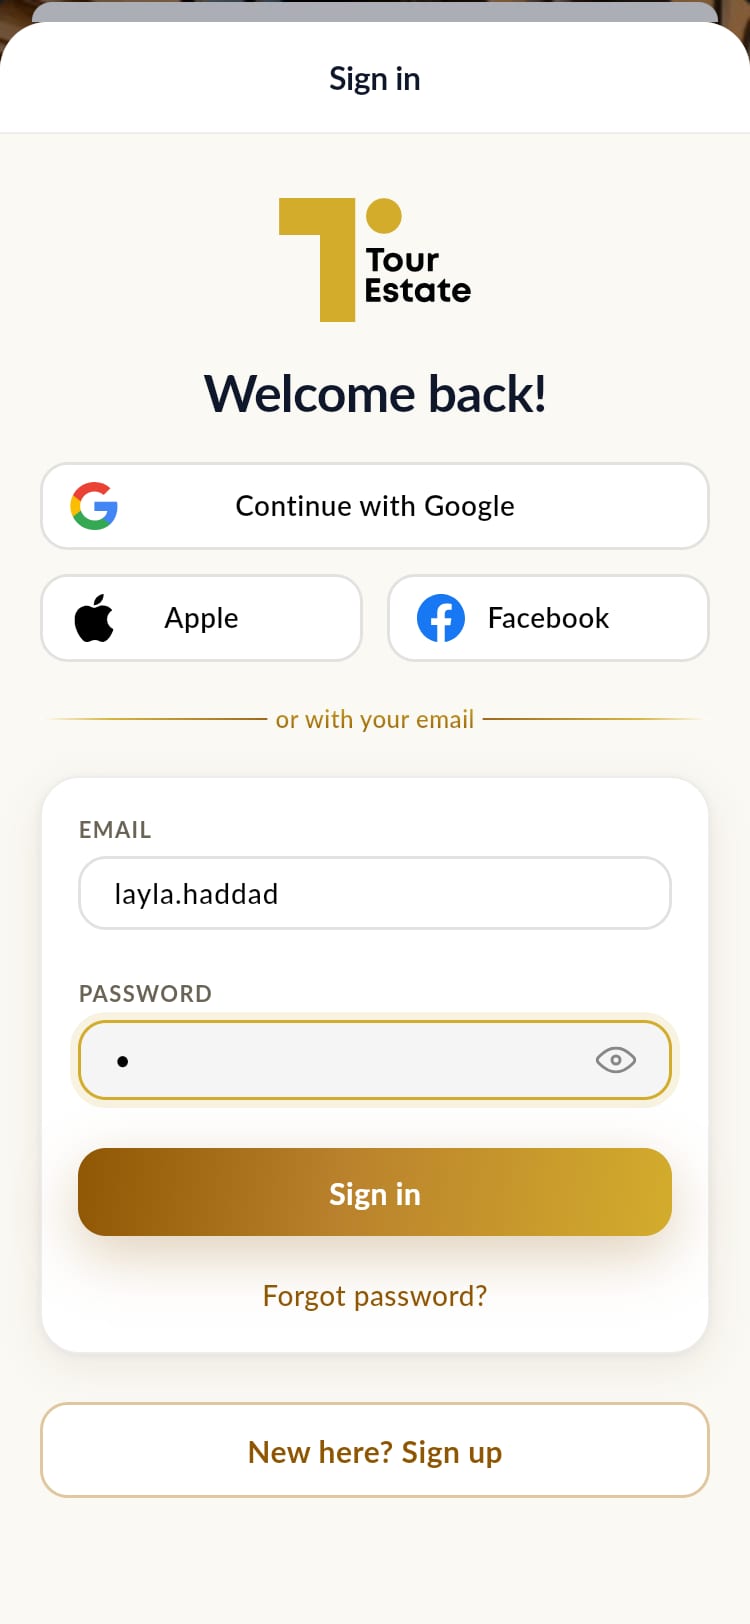 Sign in
Tour
Estate
Welcome back!
Continue with Google
Apple
Facebook
or with your email
EMAIL
layla.haddad
PASSWORD
•
Sign in
Forgot password?
New here? Sign up